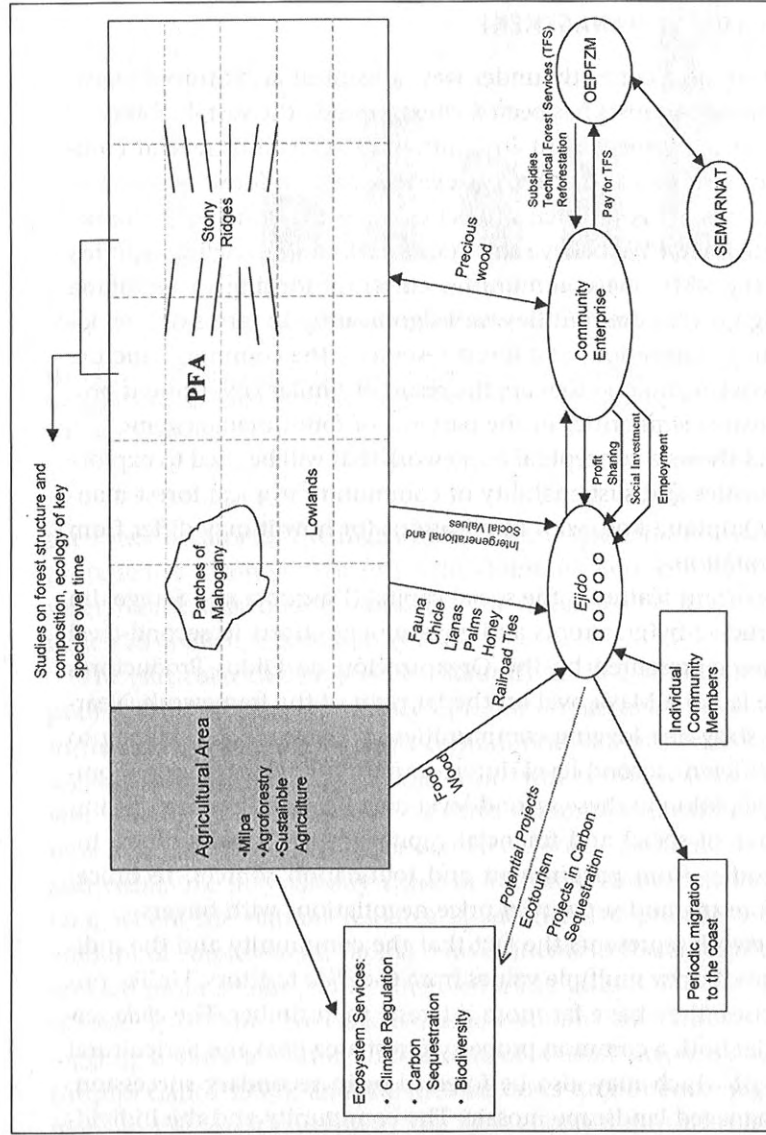 Studies on forest structure and
composition, ecology of key
species over time
Agricultural Area:
•Milpa
•Agroforestry
•Sustainable
Agriculture
Patches of
Mahogany
PFA
Stony
Ridges
Lowlands
Ecosystem Services:
Climate Regulation
Carbon
Sequestration
Biodiversity
Food
Wood
Fauna
Chicle
Llanas
Palms
Honey
Railroad Ties
Intergenerational and
Social Values
Precious
wood
Subsidies
Technical Forest Services (TFS)
Reforestation
Pay for TFS
Potential Projects
Ecotourism
Projects in Carbon
Sequestration
Ejido
Profit
Sharing
Social Investment
Employment
Community
Enterprise
OEPFZM
SEMARNAT
Individual
Community
Members
Periodic migration
to the coast